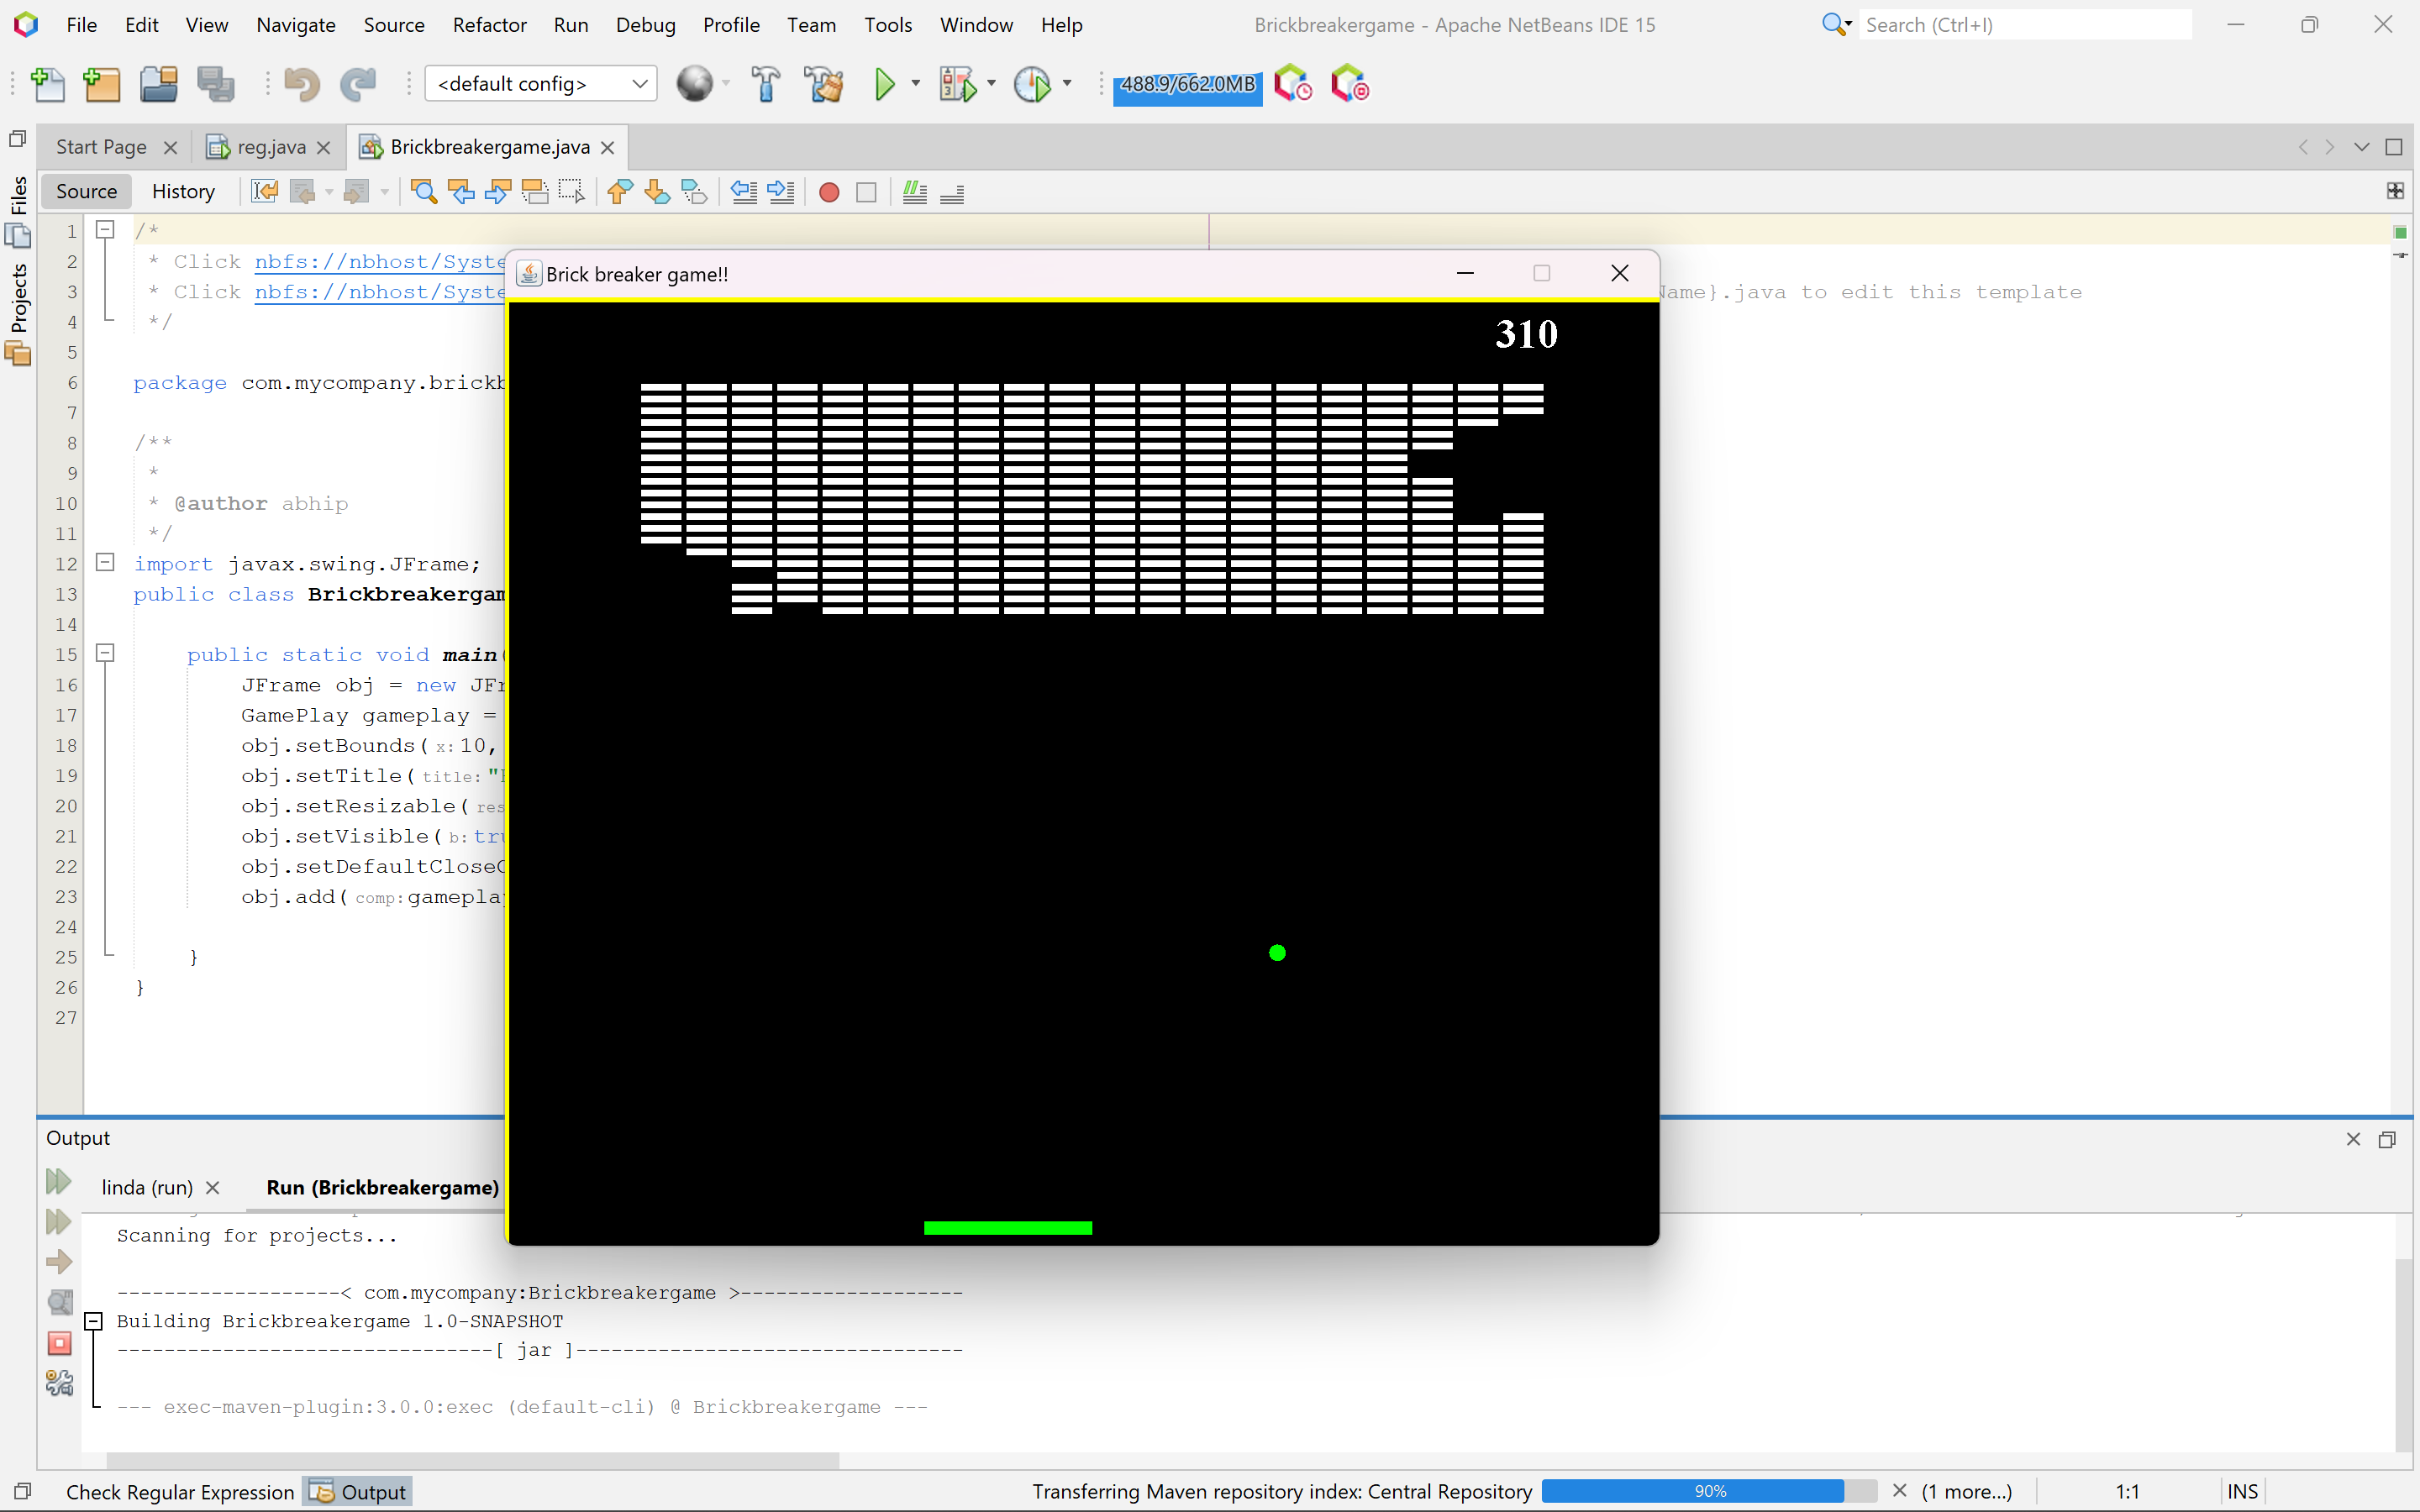 File Edit View Navigate Source Refactor Run Debug Profile Team Tools Window Help Brickbreakergame - Apache NetBeans IDE 15 Search (Ctrl+I)
<default config> 488.9/662.0MB
Start Page reg.java Brickbreakergame.java
Source History
Files
Projects
1 /*
2 * Click nbfs://nbhost/Syste
3 * Click nbfs://nbhost/Syste Name}.java to edit this template
4 */
5
6 package com.mycompany.brickb
7
8 /**
9 *
10 * @author abhip
11 */
12 import javax.swing.JFrame;
13 public class Brickbreakergam
14
15 public static void main(
16 JFrame obj = new JFr
17 GamePlay gameplay =
18 obj.setBounds( x: 10,
19 obj.setTitle( title: "B
20 obj.setResizable( res
21 obj.setVisible( b: tru
22 obj.setDefaultCloseO
23 obj.add( comp: gameplay
24
25 }
26 }
27
Brick breaker game!!
310
Output
linda (run) Run (Brickbreakergame)
Scanning for projects...
-------------------< com.mycompany:Brickbreakergame >-------------------
Building Brickbreakergame 1.0-SNAPSHOT
--------------------------------[ jar ]---------------------------------
--- exec-maven-plugin:3.0.0:exec (default-cli) @ Brickbreakergame ---
Check Regular Expression Output Transferring Maven repository index: Central Repository 90% (1 more...) 1:1 INS